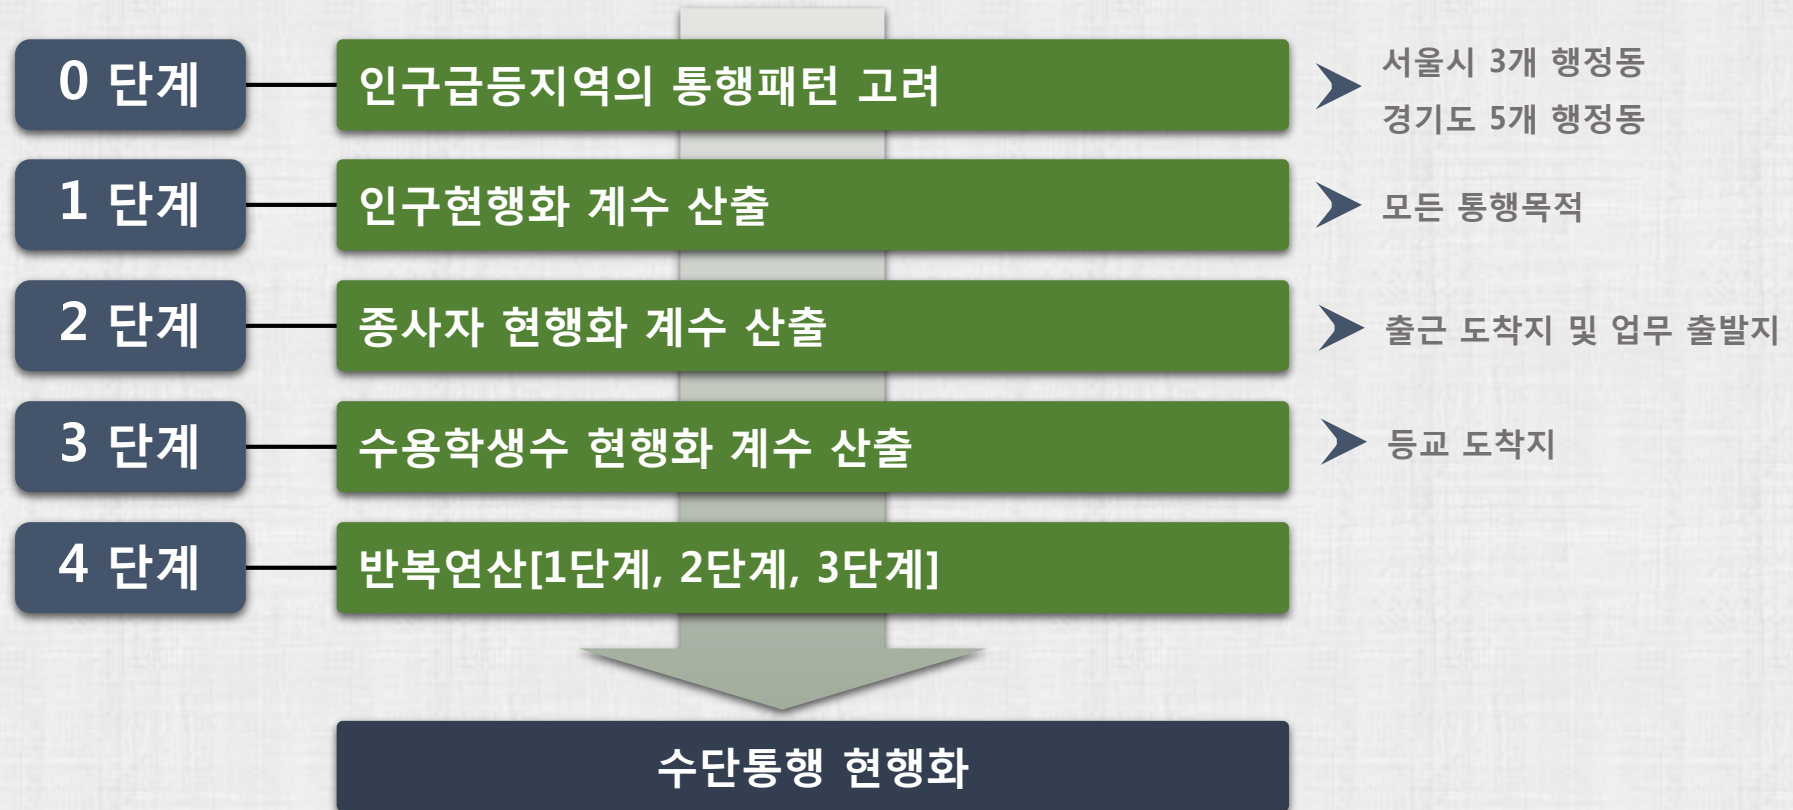 0 단계
인구급등지역의 통행패턴 고려
서울시 3개 행정동
경기도 5개 행정동
1 단계
인구현행화 계수 산출
모든 통행목적
2 단계
종사자 현행화 계수 산출
출근 도착지 및 업무 출발지
3 단계
수용학생수 현행화 계수 산출
등교 도착지
4 단계
반복연산[1단계, 2단계, 3단계]
수단통행 현행화